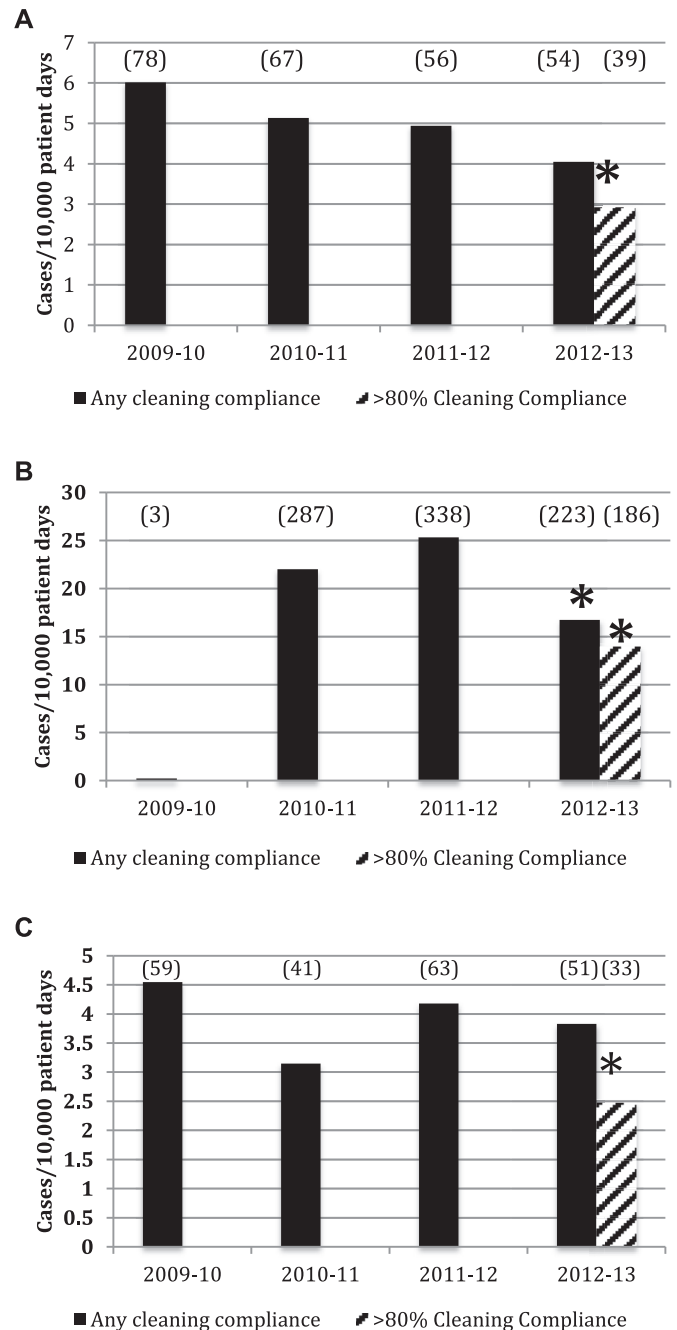 A
Cases/10,000 patient days
7
6
5
4
3
2
1
0
(78) (67) (56) (54) (39)
*
2009-10 2010-11 2011-12 2012-13
Any cleaning compliance >80% Cleaning Compliance
B
Cases/10,000 patient days
30
25
20
15
10
5
0
(3) (287) (338) (223) (186)
* *
2009-10 2010-11 2011-12 2012-13
Any cleaning compliance >80% Cleaning Compliance
C
Cases/10,000 patient days
5
4.5
4
3.5
3
2.5
2
1.5
1
0.5
0
(59) (41) (63) (51) (33)
*
2009-10 2010-11 2011-12 2012-13
Any cleaning compliance >80% Cleaning Compliance